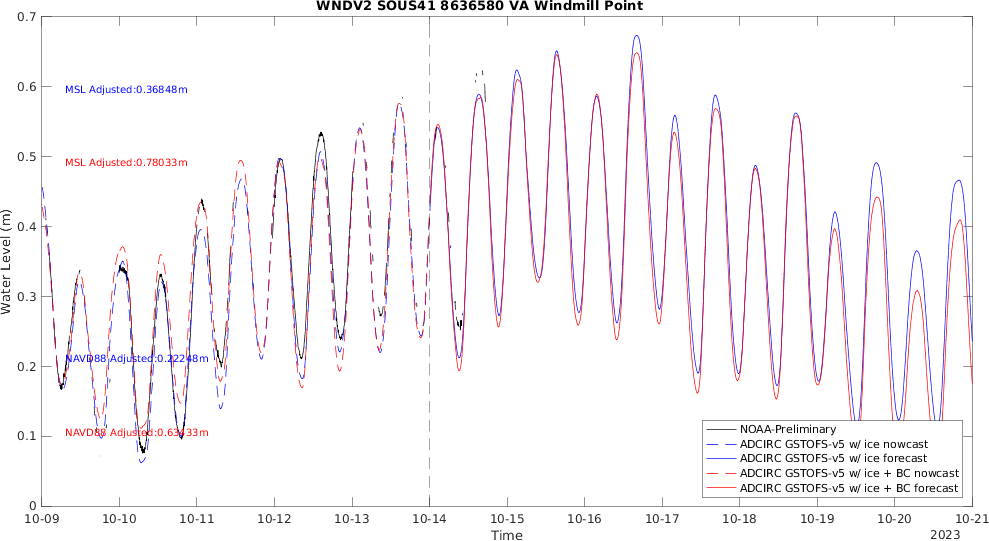 WNDV2 SOUS41 8636580 VA Windmill Point
0.7
0.6
0.5
0.4
0.3
0.2
0.1
0
Water Level (m)
MSL Adjusted:0.36848m
MSL Adjusted:0.78033m
NAVD88 Adjusted:0.22248m
NAVD88 Adjusted:0.63433m
NOAA-Preliminary
ADCIRC GSTOFS-v5 w/ ice nowcast
ADCIRC GSTOFS-v5 w/ ice forecast
ADCIRC GSTOFS-v5 w/ ice + BC nowcast
ADCIRC GSTOFS-v5 w/ ice + BC forecast
10-09 10-10 10-11 10-12 10-13 10-14 10-15 10-16 10-17 10-18 10-19 10-20 10-21
Time
2023